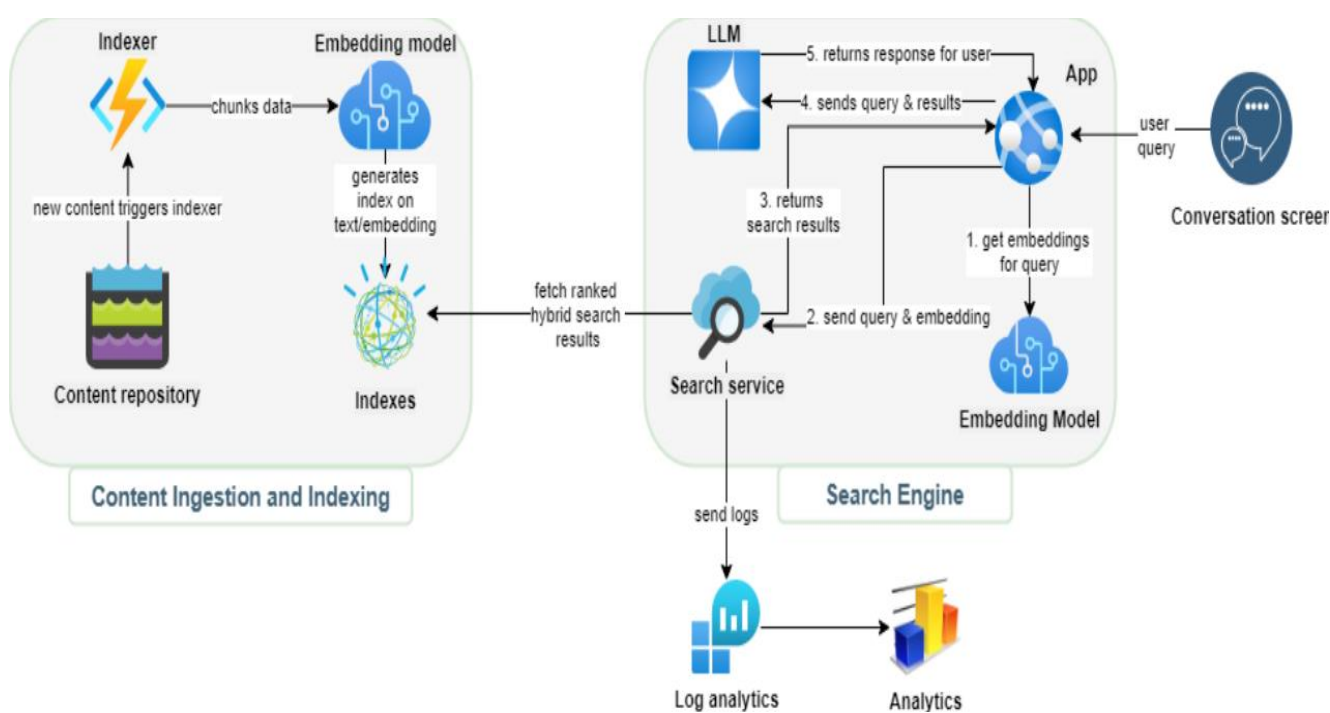 Indexer
Embedding model
chunks data
new content triggers indexer
generates
index on
text/embedding
Content repository
Indexes
Content Ingestion and Indexing
fetch ranked
hybrid search
results
LLM
5. returns response for user
App
4. sends query & results
user
query
Conversation screen
3. returns
search results
1. get embeddings
for query
2. send query & embedding
Search service
Embedding Model
Search Engine
send logs
Log analytics
Analytics